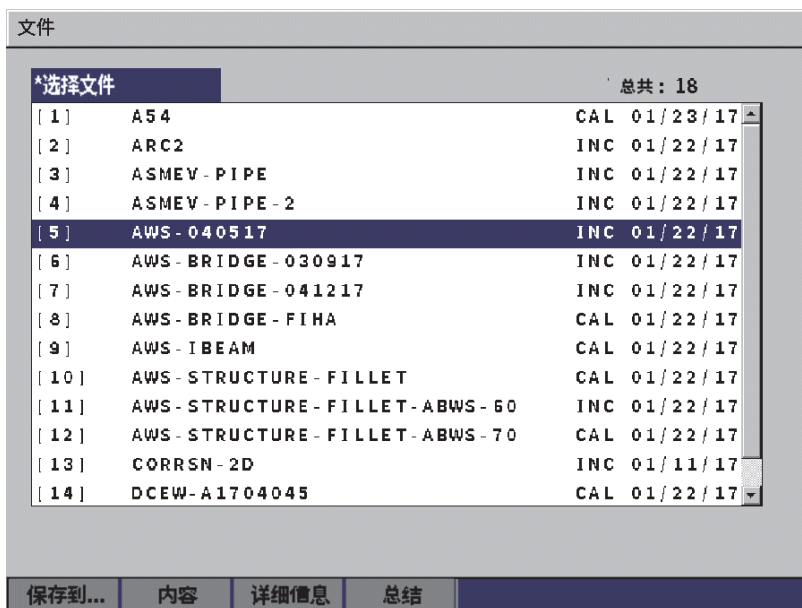 文件
*选择文件 总共: 18
[1] A54 CAL 01/23/17
[2] ARC2 INC 01/22/17
[3] ASMEV-PIPE INC 01/22/17
[4] ASMEV-PIPE-2 INC 01/22/17
[5] AWS-040517 INC 01/22/17
[6] AWS-BRIDGE-030917 INC 01/22/17
[7] AWS-BRIDGE-041217 INC 01/22/17
[8] AWS-BRIDGE-FIHA CAL 01/22/17
[9] AWS-IBEAM CAL 01/22/17
[10] AWS-STRUCTURE-FILLET CAL 01/22/17
[11] AWS-STRUCTURE-FILLET-ABWS-60 INC 01/22/17
[12] AWS-STRUCTURE-FILLET-ABWS-70 CAL 01/22/17
[13] CORRSN-2D INC 01/11/17
[14] DCEW-A1704045 CAL 01/22/17
保存到... 内容 详细信息 总结